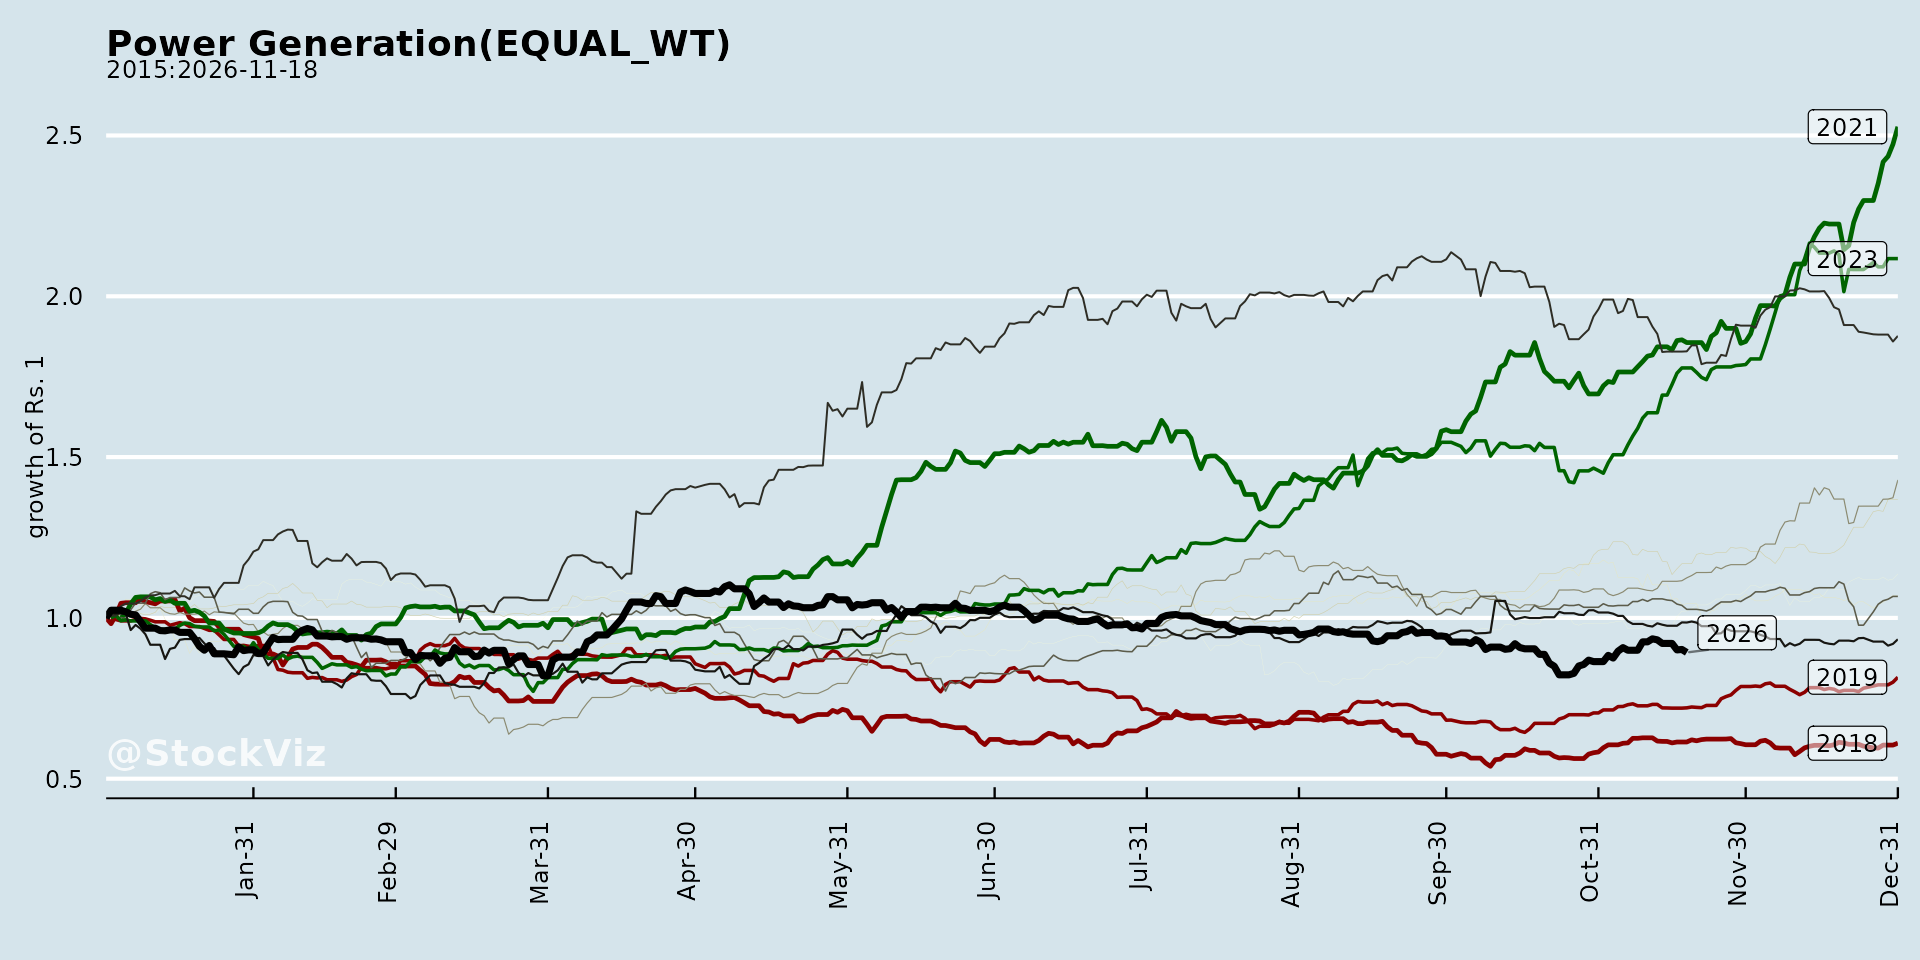 Power Generation(EQUAL_WT)
2015:2026-11-18
growth of Rs. 1
2.5
2.0
1.5
1.0
0.5
2021
2023
2026
2019
2018
@StockViz
Jan-31
Feb-29
Mar-31
Apr-30
May-31
Jun-30
Jul-31
Aug-31
Sep-30
Oct-31
Nov-30
Dec-31